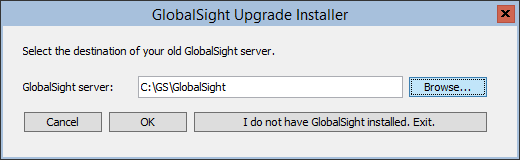 GlobalSight Upgrade Installer
Select the destination of your old GlobalSight server.
GlobalSight server: C:\GS\GlobalSight Browse...
Cancel OK I do not have GlobalSight installed. Exit.